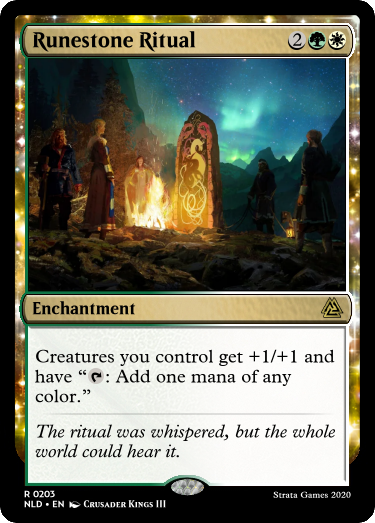 Runestone Ritual 2
Enchantment
Creatures you control get +1/+1 and
have “: Add one mana of any
color.”
The ritual was whispered, but the whole
world could hear it.
R 0203
NLD • EN Crusader Kings III
Strata Games 2020